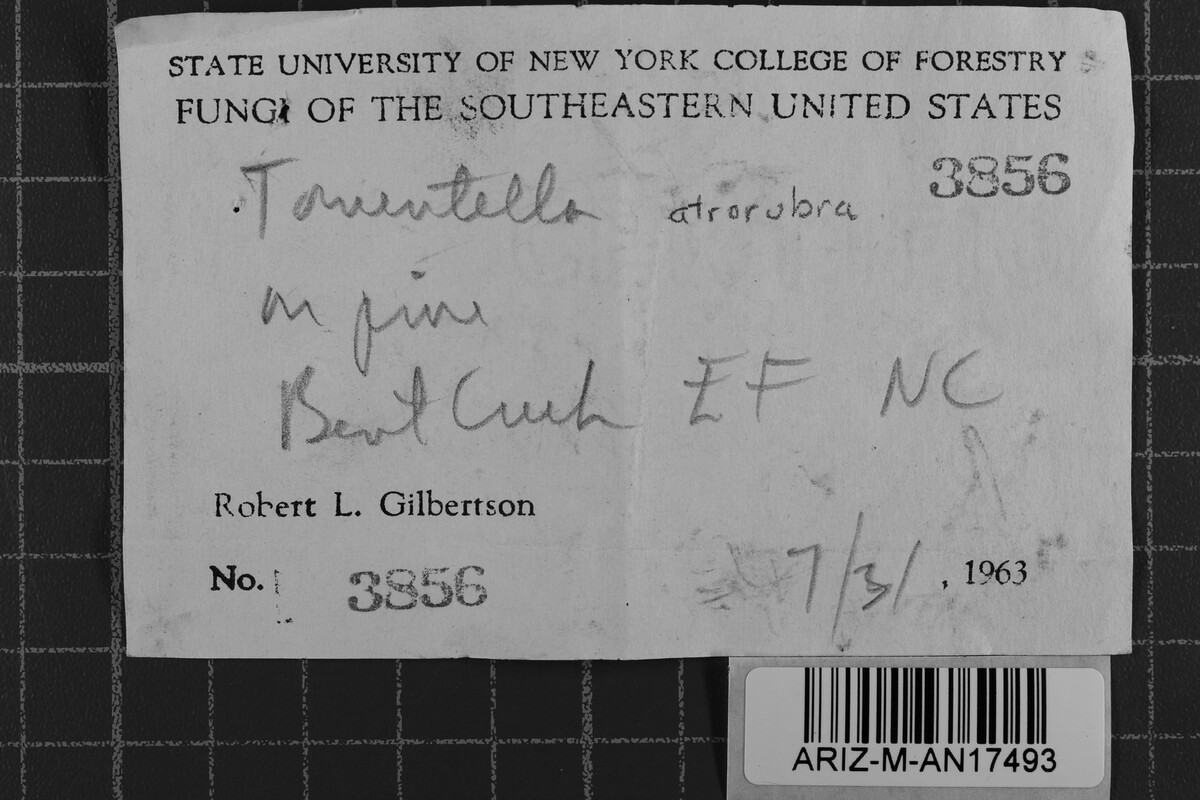 STATE UNIVERSITY OF NEW YORK COLLEGE OF FORESTRY
FUNGI OF THE SOUTHEASTERN UNITED STATES
3856
Tomentella atrorubra
on pine
Bent Creek EF NC
Robert L. Gilbertson
No. 3856
7/31, 1963
ARIZ-M-AN17493